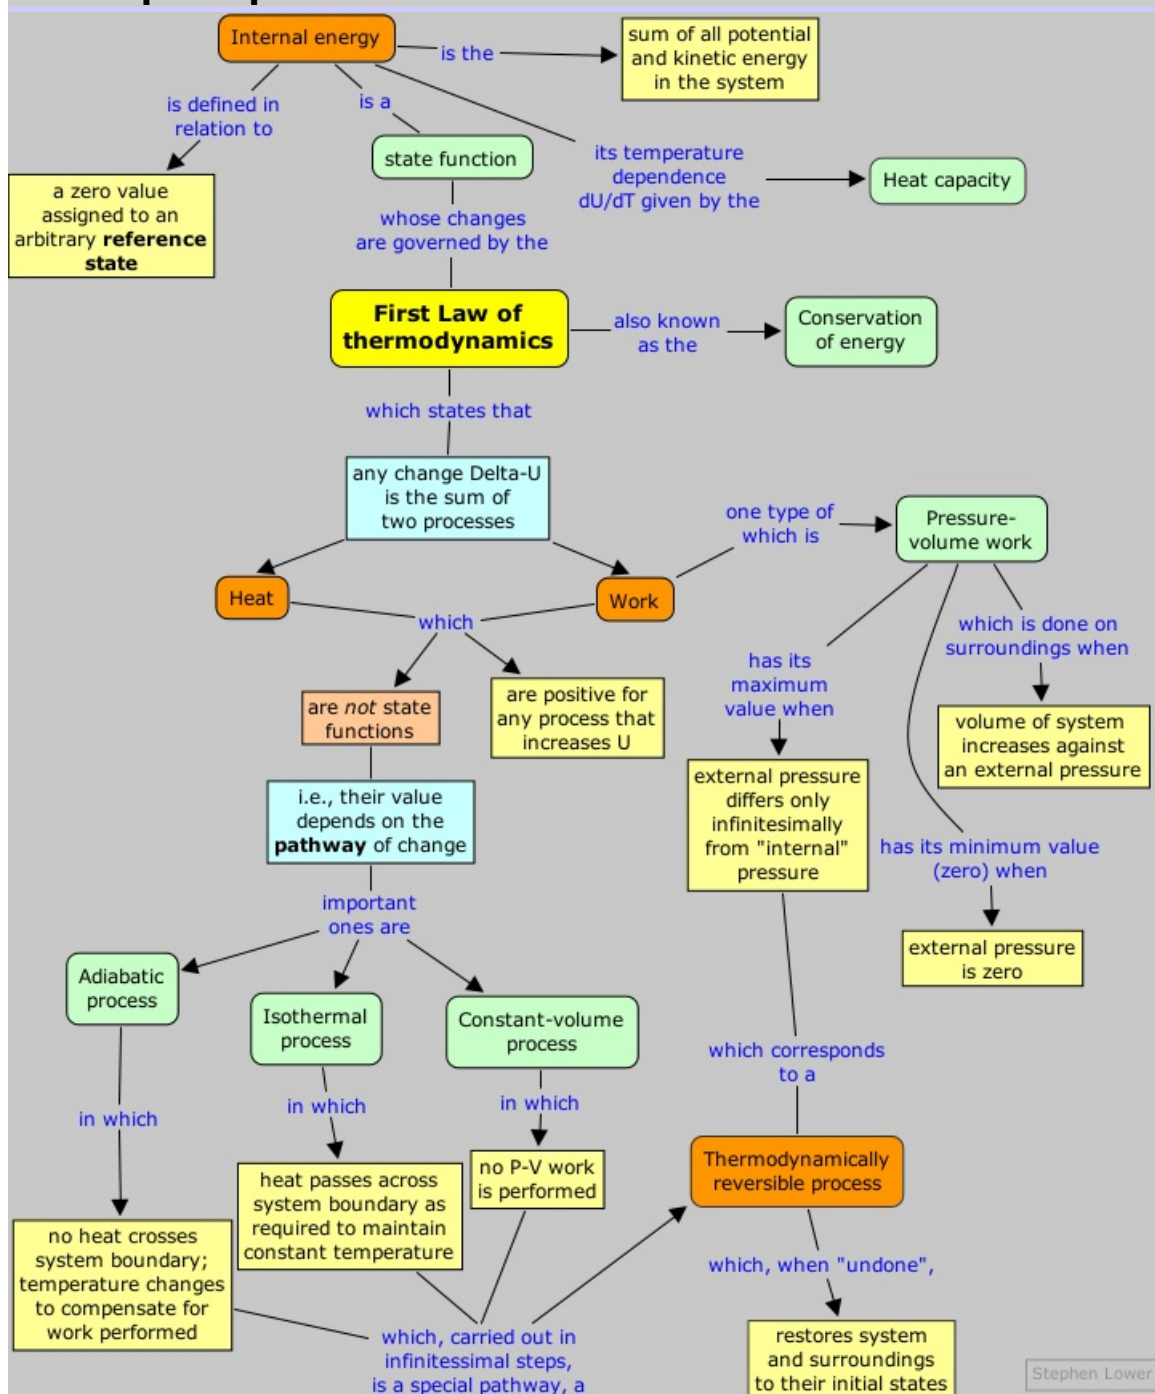 Internal energy
is the
sum of all potential
and kinetic energy
in the system
is defined in
relation to
is a
a zero value
assigned to an
arbitrary reference
state
state function
its temperature
dependence
dU/dT given by the
Heat capacity
whose changes
are governed by the
First Law of
thermodynamics
also known
as the
Conservation
of energy
which states that
any change Delta-U
is the sum of
two processes
Heat
Work
one type of
which is
Pressure-
volume work
which
are not state
functions
are positive for
any process that
increases U
has its
maximum
value when
which is done on
surroundings when
volume of system
increases against
an external pressure
external pressure
differs only
infinitesimally
from "internal"
pressure
has its minimum value
(zero) when
external pressure
is zero
i.e., their value
depends on the
pathway of change
important
ones are
Adiabatic
process
Isothermal
process
Constant-volume
process
in which
in which
in which
no heat crosses
system boundary;
temperature changes
to compensate for
work performed
heat passes across
system boundary as
required to maintain
constant temperature
no P-V work
is performed
which corresponds
to a
Thermodynamically
reversible process
which, when "undone",
restores system
and surroundings
to their initial states
which, carried out in
infinitessimal steps,
is a special pathway, a
Stephen Lower